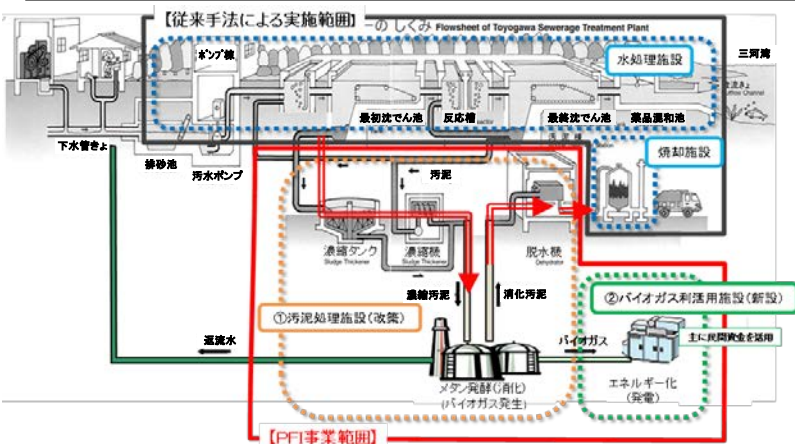 【従来手法による実施範囲】
のしくみ Flowsheet of Toyogawa Sewerage Treatment Plant
ポンプ棟
水処理施設
三河湾
最初沈でん池
反応槽
最終沈でん池
薬品混和池
下水管きょ
排砂池
汚水ポンプ
汚泥
焼却施設
濃縮タンク
Sludge Thickener
濃縮機
Sludge Thickener
脱水機
Dehydrator
濃縮汚泥
消化汚泥
①汚泥処理施設(改築)
②バイオガス利活用施設(新設)
主に民間資金を活用
返流水
バイオガス
メタン発酵(消化)
(バイオガス発生)
エネルギー化
(発電)
【PFI事業範囲】